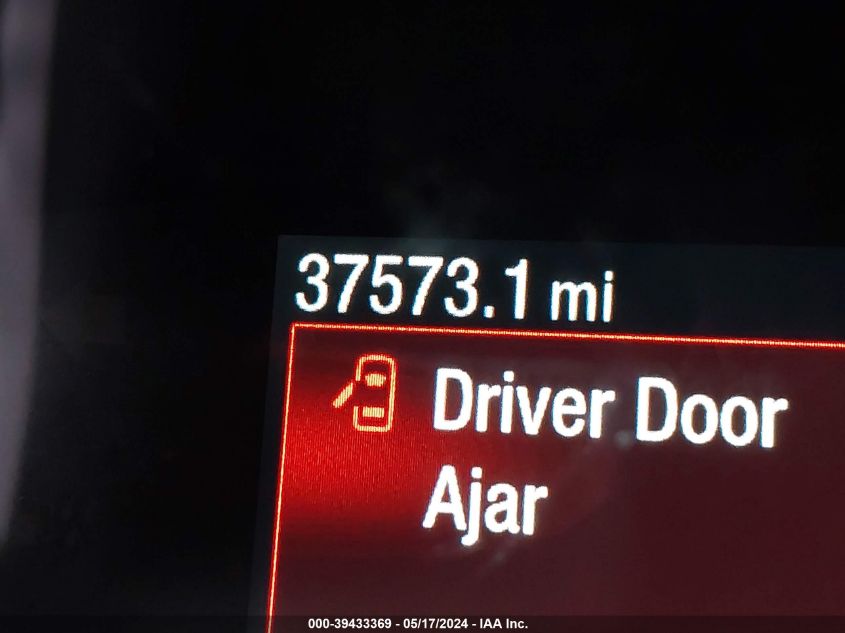 37573.1 mi
Driver Door
Ajar
000-39433369 - 05/17/2024 - IAA Inc.